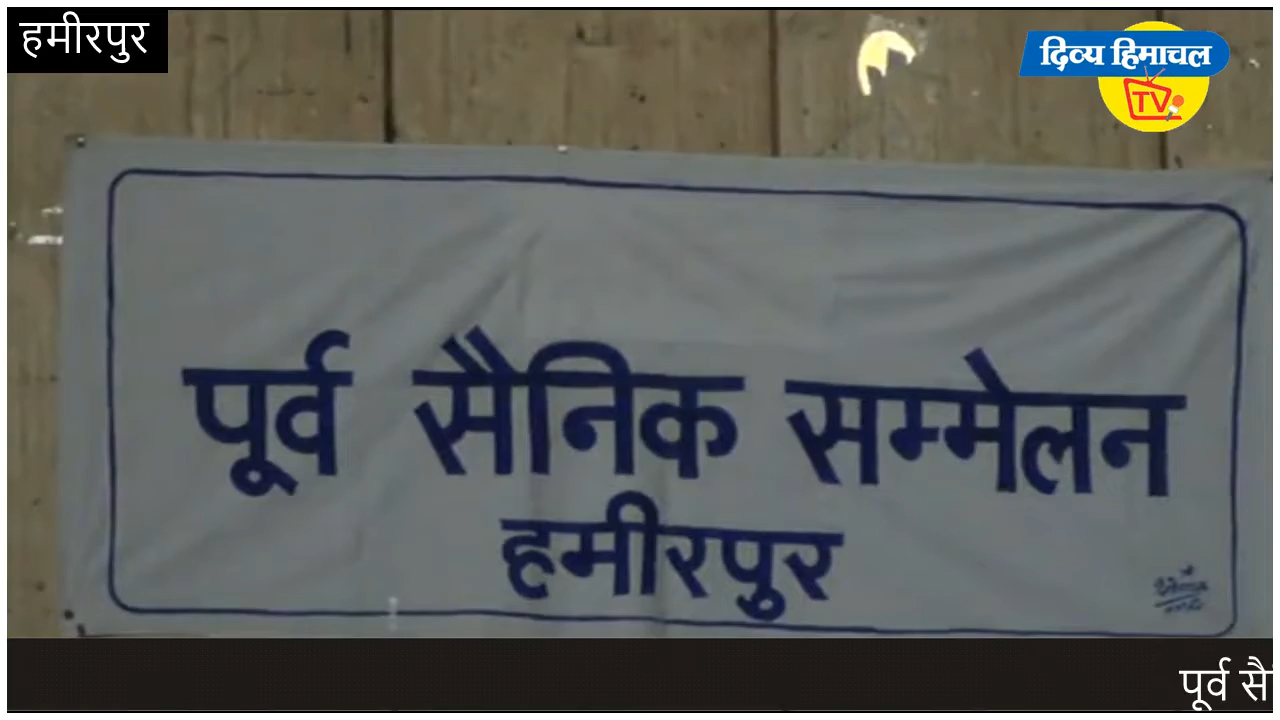 हमीरपुर
दिव्य हिमाचल
TV
पूर्व सैनिक सम्मेलन
हमीरपुर
पूर्व सै